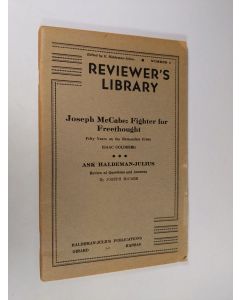 Edited by E. Haldeman-Julius NUMBER 5
REVIEWER'S
LIBRARY
Joseph McCabe: Fighter for
Freethought
Fifty Years on the Rationalist Front
ISAAC GOLDBERG
ASK HALDEMAN-JULIUS
Review of Questions and Answers
By JOSEPH McCABE
HALDEMAN-JULIUS PUBLICATIONS
GIRARD KANSAS